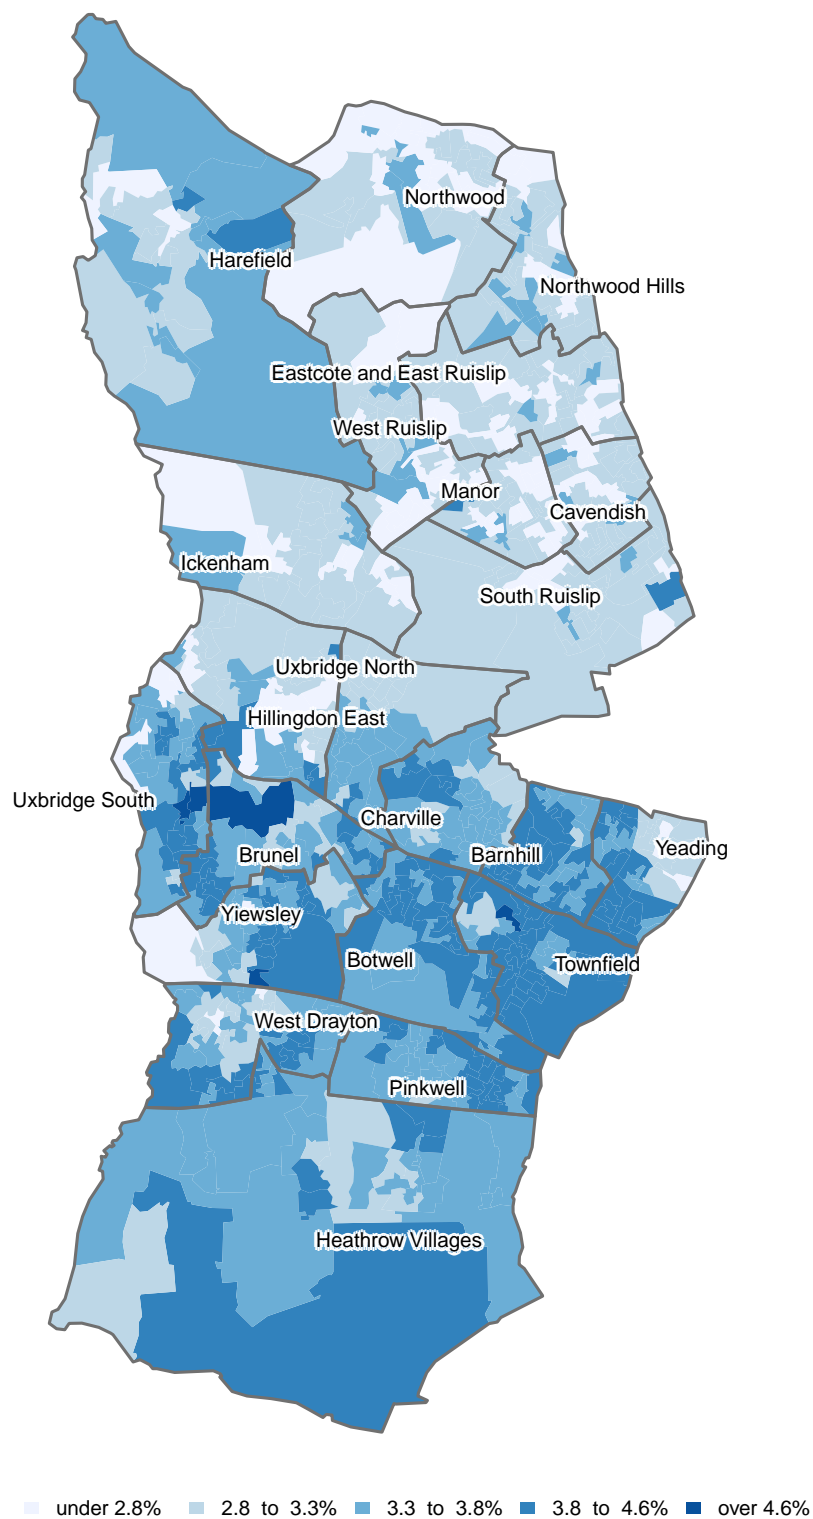 Northwood
Harefield
Northwood Hills
Eastcote and East Ruislip
West Ruislip
Manor
Cavendish
Ickenham
South Ruislip
Uxbridge North
Hillingdon East
Uxbridge South
Charville
Brunel
Barnhill
Yeading
Yiewsley
Botwell
Townfield
West Drayton
Pinkwell
Heathrow Villages
under 2.8% 2.8 to 3.3% 3.3 to 3.8% 3.8 to 4.6% over 4.6%